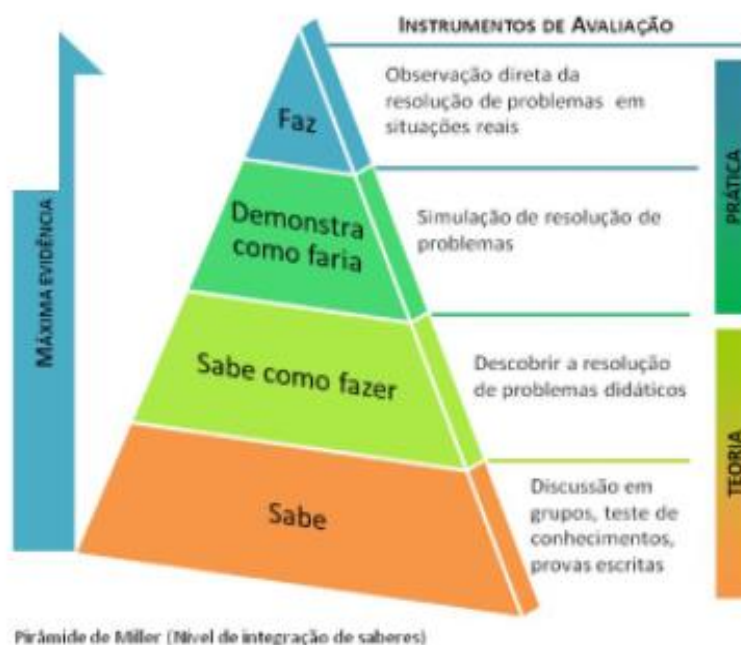 INSTRUMENTOS DE AVALIAÇÃO
Observação direta da
resolução de problemas em
situações reais
Faz
Simulação de resolução de
problemas
Demonstra
como faria
Descobrir a resolução
de problemas didáticos
Sabe como fazer
Discussão em
grupos, teste de
conhecimentos,
provas escritas
Sabe
MÁXIMA EVIDÊNCIA
PRÁTICA
TEORIA
Pirâmide de Miller (Nível de integração de saberes)